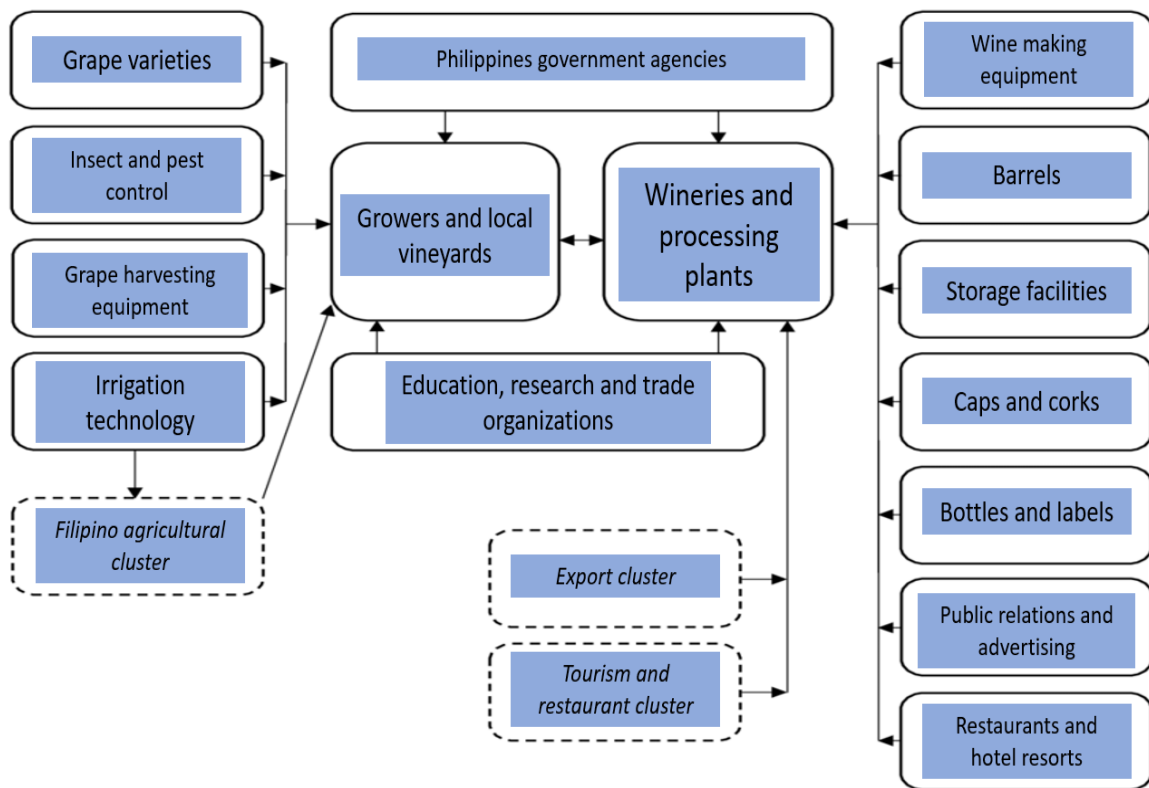 Grape varieties
Insect and pest
control
Grape harvesting
equipment
Irrigation
technology
Filipino agricultural
cluster
Philippines government agencies
Growers and local
vineyards
Wineries and
processing
plants
Education, research and trade
organizations
Export cluster
Tourism and
restaurant cluster
Wine making
equipment
Barrels
Storage facilities
Caps and corks
Bottles and labels
Public relations and
advertising
Restaurants and
hotel resorts